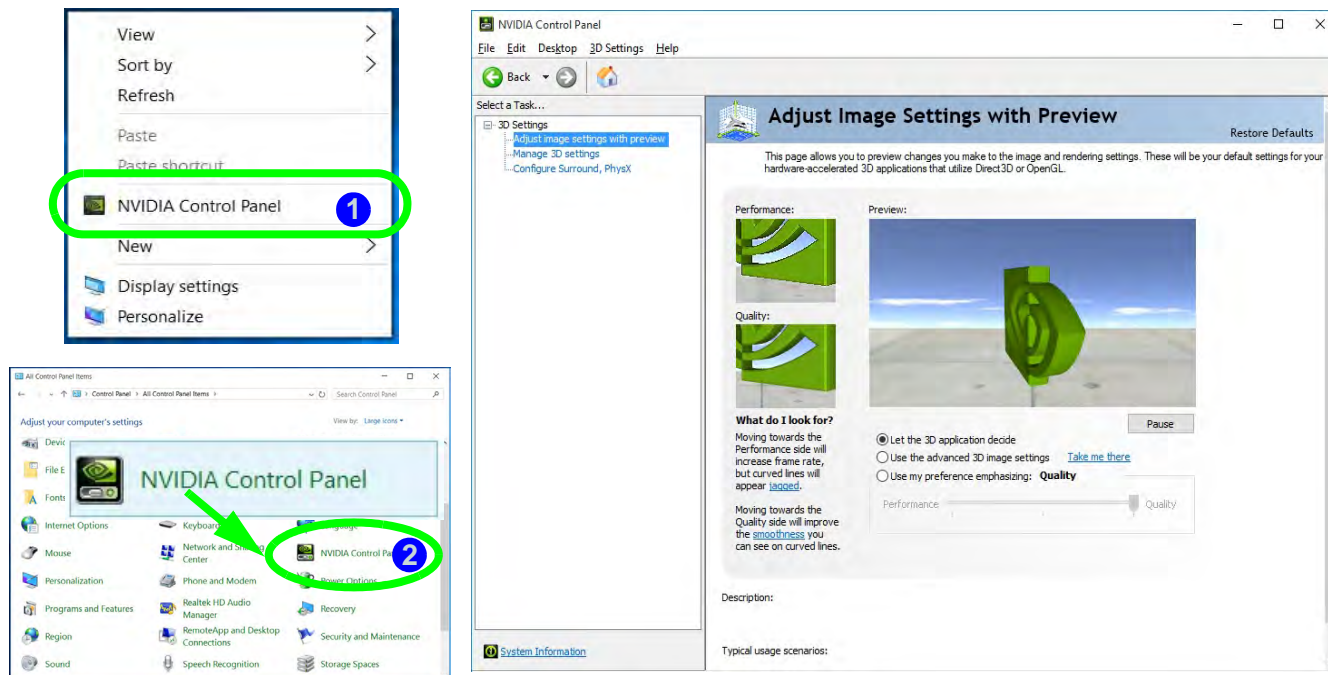 View
Sort by
Refresh
Paste
Paste shortcut
NVIDIA Control Panel
1
New
Display settings
Personalize
All Control Panel Items
Control Panel > All Control Panel Items >
Search Control Panel
Adjust your computer's settings
View by: Large icons
Devic
File E
NVIDIA Control Panel
Fonts
Internet Options
Keyboard
Language
Mouse
Network and Sharing Center
NVIDIA Control Pa
2
Personalization
Phone and Modem
Power Options
Programs and Features
Realtek HD Audio Manager
Recovery
Region
RemoteApp and Desktop Connections
Security and Maintenance
Sound
Speech Recognition
Storage Spaces
NVIDIA Control Panel
File Edit Desktop 3D Settings Help
Back
Select a Task...
3D Settings
Adjust image settings with preview
Manage 3D settings
Configure Surround, PhysX
System Information
Adjust Image Settings with Preview
Restore Defaults
This page allows you to preview changes you make to the image and rendering settings. These will be your default settings for your
hardware-accelerated 3D applications that utilize Direct3D or OpenGL.
Performance:
Preview:
Quality:
What do I look for?
Moving towards the
Performance side will
increase frame rate,
but curved lines will
appear jagged.
Moving towards the
Quality side will improve
the smoothness you
can see on curved lines.
Pause
Let the 3D application decide
Use the advanced 3D image settings Take me there
Use my preference emphasizing: Quality
Performance Quality
Description:
Typical usage scenarios: